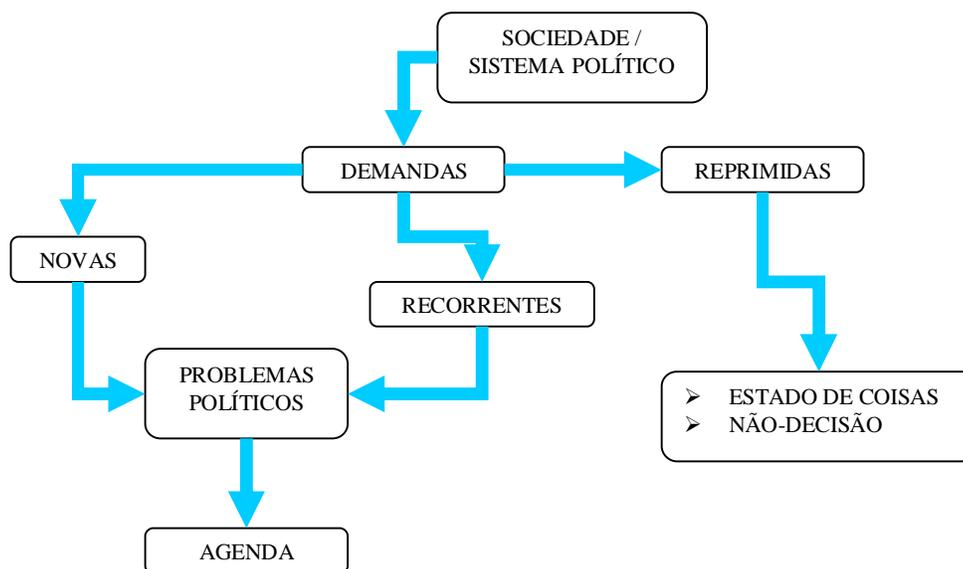 SOCIEDADE /
SISTEMA POLÍTICO
DEMANDAS
REPRIMIDAS
NOVAS
RECORRENTES
PROBLEMAS
POLÍTICOS
➢ ESTADO DE COISAS
➢ NÃO-DECISÃO
AGENDA